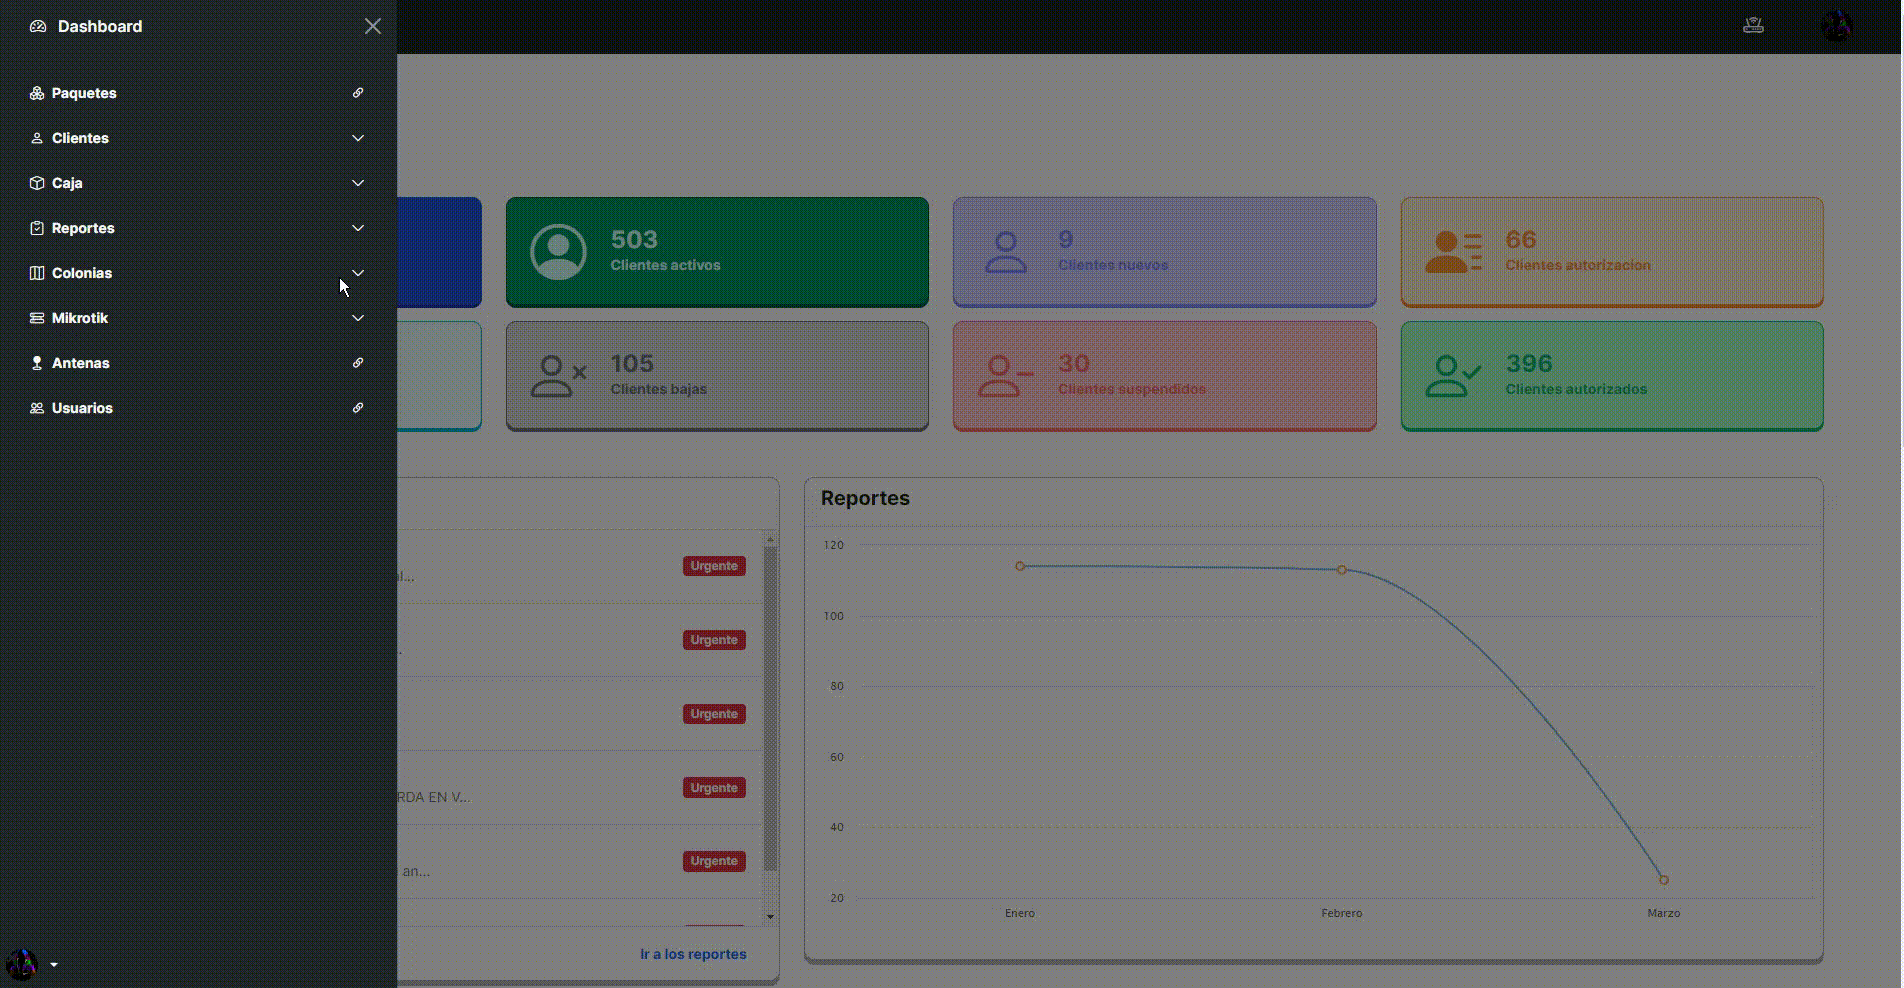 Dashboard
Paquetes
Clientes
Caja
Reportes
Colonias
Mikrotik
Antenas
Usuarios
503
Clientes activos
9
Clientes nuevos
66
Clientes autorizacion
105
Clientes bajas
30
Clientes suspendidos
396
Clientes autorizados
al...
Urgente
.
Urgente
Urgente
RDA EN V...
Urgente
an...
Urgente
Ir a los reportes
Reportes
120
100
80
60
40
20
Enero Febrero Marzo